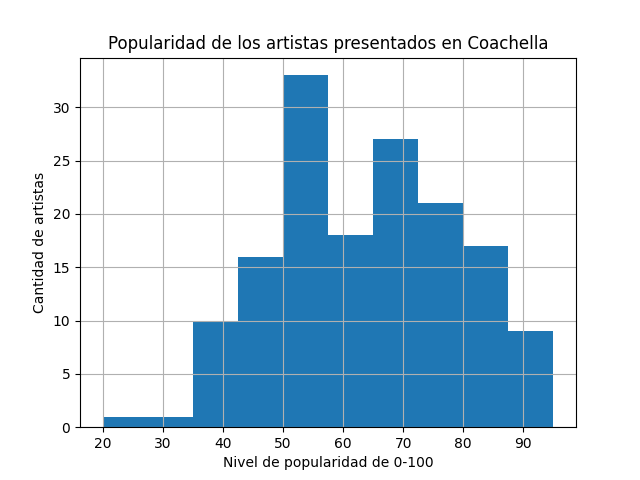 Popularidad de los artistas presentados en Coachella
Cantidad de artistas
30
25
20
15
10
5
0
20 30 40 50 60 70 80 90
Nivel de popularidad de 0-100